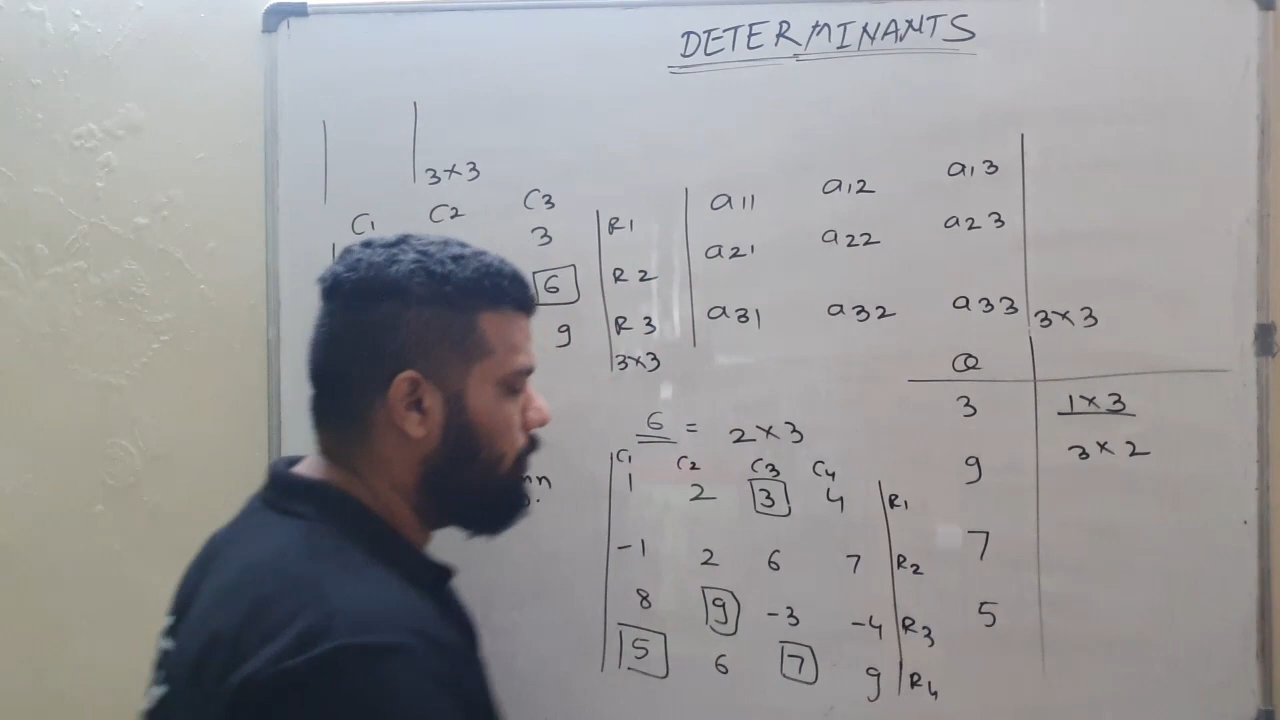 DETERMINANTS
3×3
C1 C2 C3
3 R1
6 R2
9 R3
3×3
a11 a12 a13
a21 a22 a23
a31 a32 a33
3×3
6 = 2×3
C1 C2 C3 C4
1 2 3 4 R1
-1 2 6 7 R2
8 9 -3 -4 R3
5 6 7 9 R4
Q
3 1×3
9 3×2
7
5